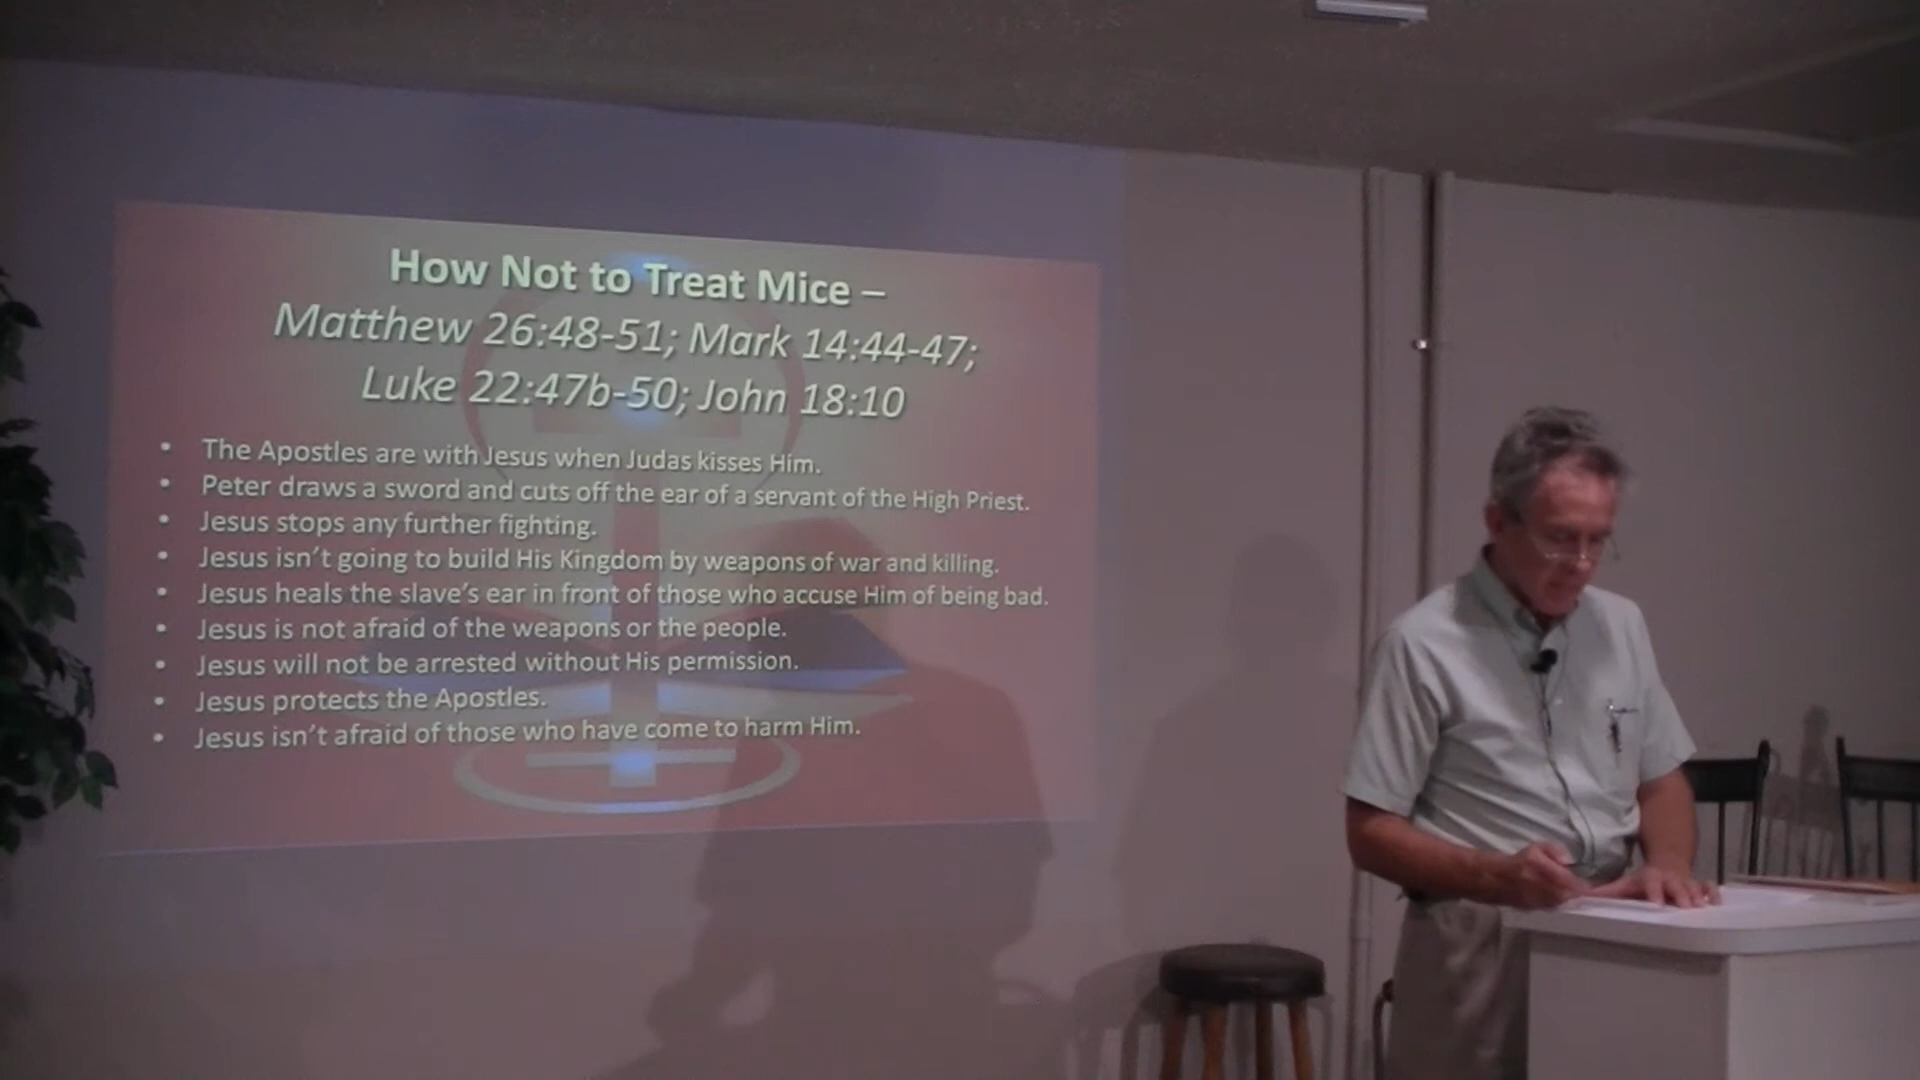 How Not to Treat Mice –
Matthew 26:48-51; Mark 14:44-47;
Luke 22:47b-50; John 18:10
• The Apostles are with Jesus when Judas kisses Him.
• Peter draws a sword and cuts off the ear of a servant of the High Priest.
• Jesus stops any further fighting.
• Jesus isn't going to build His Kingdom by weapons of war and killing.
• Jesus heals the slave's ear in front of those who accuse Him of being bad.
• Jesus is not afraid of the weapons or the people.
• Jesus will not be arrested without His permission.
• Jesus protects the Apostles.
• Jesus isn't afraid of those who have come to harm Him.